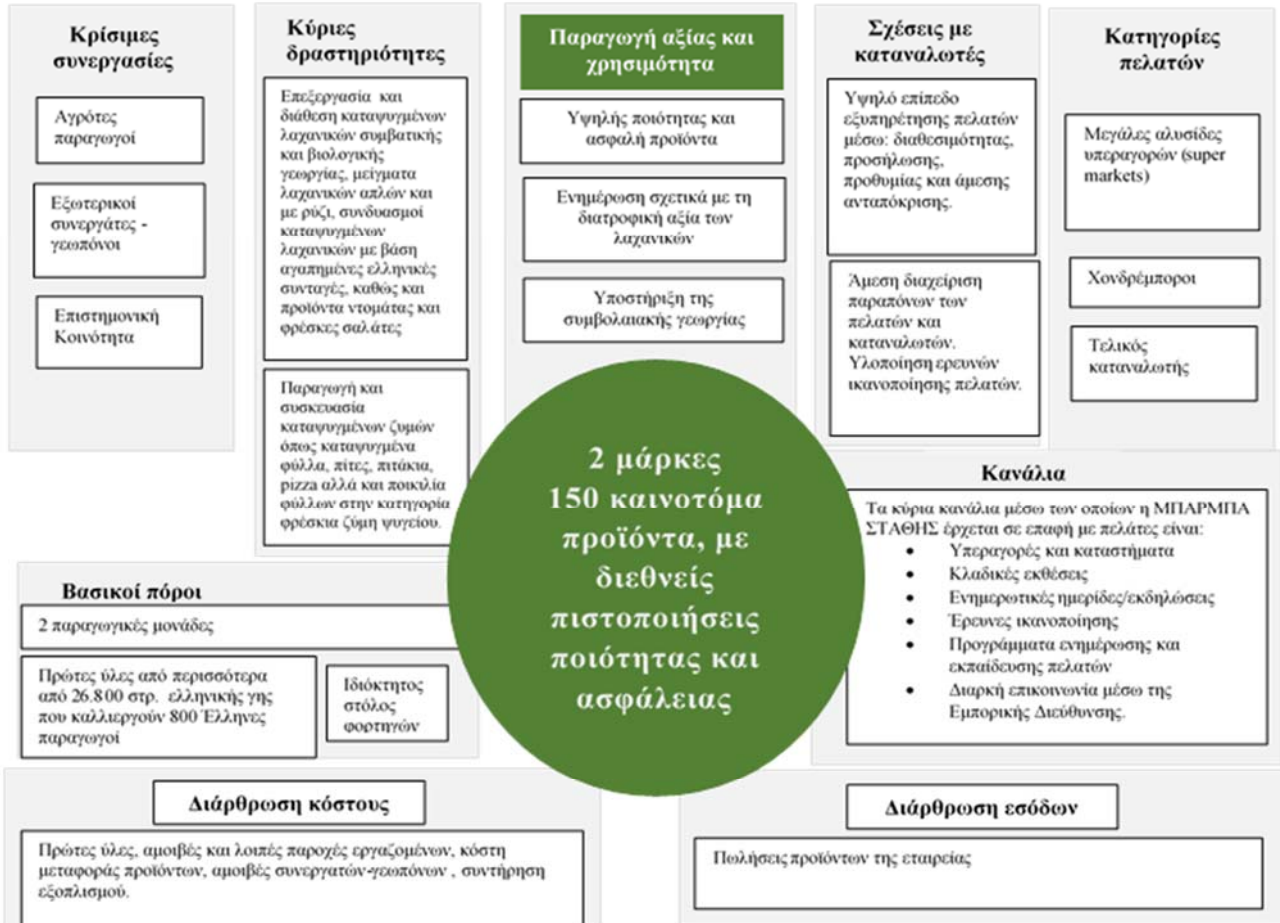 Κρίσιμες
συνεργασίες
Αγρότες
παραγωγοί
Εξωτερικοί
συνεργάτες -
γεωπόνοι
Επιστημονική
Κοινότητα
Κύριες
δραστηριότητες
Επεξεργασία και
διάθεση καταψυγμένων
λαχανικών συμβατικής
και βιολογικής
γεωργίας, μείγματα
λαχανικών απλών και
με ρύζι, συνδυασμοί
καταψυγμένων
λαχανικών με βάση
αγαπημένες ελληνικές
συνταγές, καθώς και
προϊόντα ντομάτας και
φρέσκες σαλάτες
Παραγωγή και
συσκευασία
καταψυγμένων ζυμών
όπως καταψυγμένα
φύλλα, πίτες, πιτάκια,
pizza αλλά και ποικιλία
φύλλων στην κατηγορία
φρέσκια ζύμη ψυγείου.
Παραγωγή αξίας και
χρησιμότητα
Υψηλής ποιότητας και
ασφαλή προϊόντα
Ενημέρωση σχετικά με τη
διατροφική αξία των
λαχανικών
Υποστήριξη της
συμβολαιακής γεωργίας
Σχέσεις με
καταναλωτές
Υψηλό επίπεδο
εξυπηρέτησης πελατών
μέσω: διαθεσιμότητας,
προσήλωσης,
προθυμίας και άμεσης
ανταπόκρισης.
Άμεση διαχείριση
παραπόνων των
πελατών και
καταναλωτών.
Υλοποίηση ερευνών
ικανοποίησης πελατών.
Κατηγορίες
πελατών
Μεγάλες αλυσίδες
υπεραγορών (super
markets)
Χονδρέμποροι
Τελικός
καταναλωτής
2 μάρκες
150 καινοτόμα
προϊόντα, με
διεθνείς
πιστοποιήσεις
ποιότητας και
ασφάλειας
Κανάλια
Τα κύρια κανάλια μέσω των οποίων η ΜΠΑΡΜΠΑ
ΣΤΑΘΗΣ έρχεται σε επαφή με πελάτες είναι:
• Υπεραγορές και καταστήματα
• Κλαδικές εκθέσεις
• Ενημερωτικές ημερίδες/εκδηλώσεις
• Έρευνες ικανοποίησης
• Προγράμματα ενημέρωσης και
εκπαίδευσης πελατών
• Διαρκή επικοινωνία μέσω της
Εμπορικής Διεύθυνσης.
Βασικοί πόροι
2 παραγωγικές μονάδες
Πρώτες ύλες από περισσότερα
από 26.800 στρ. ελληνικής γης
που καλλιεργούν 800 Έλληνες
παραγωγοί
Ιδιόκτητος
στόλος
φορτηγών
Διάρθρωση κόστους
Πρώτες ύλες, αμοιβές και λοιπές παροχές εργαζομένων, κόστη
μεταφοράς προϊόντων, αμοιβές συνεργατών-γεωπόνων , συντήρηση
εξοπλισμού.
Διάρθρωση εσόδων
Πωλήσεις προϊόντων της εταιρείας